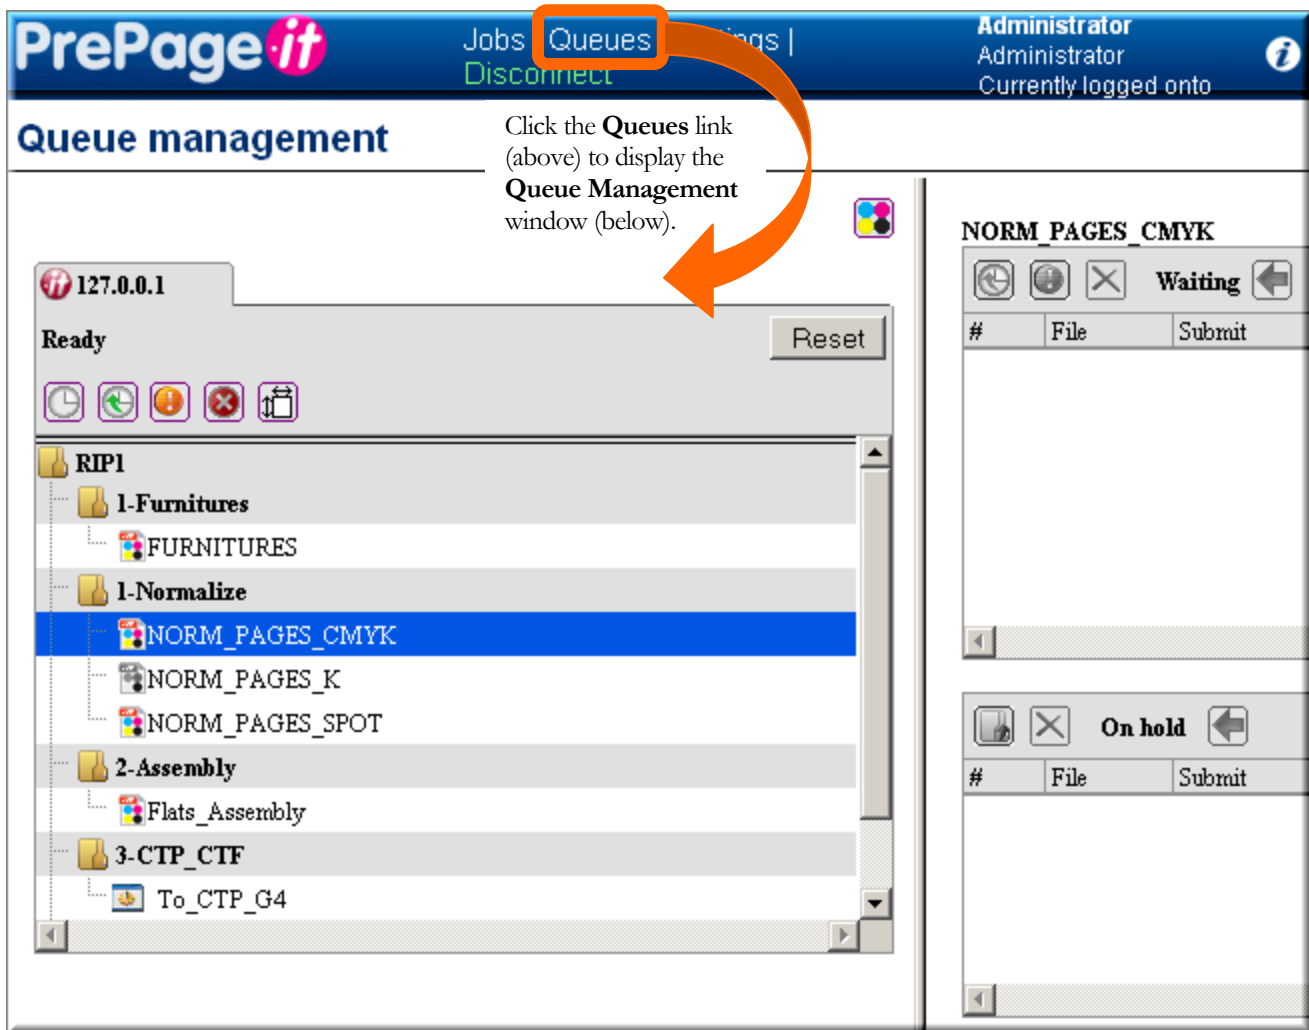 PrePage-it
Jobs Queues ings |
Disconnect
Administrator
Administrator
Currently logged onto
Queue management
Click the Queues link
(above) to display the
Queue Management
window (below).
127.0.0.1
Ready
Reset
RIP1
1-Furnitures
FURNITURES
1-Normalize
NORM_PAGES_CMYK
NORM_PAGES_K
NORM_PAGES_SPOT
2-Assembly
Flats_Assembly
3-CTP_CTF
To_CTP_G4
NORM_PAGES_CMYK
Waiting
# File Submit
On hold
# File Submit